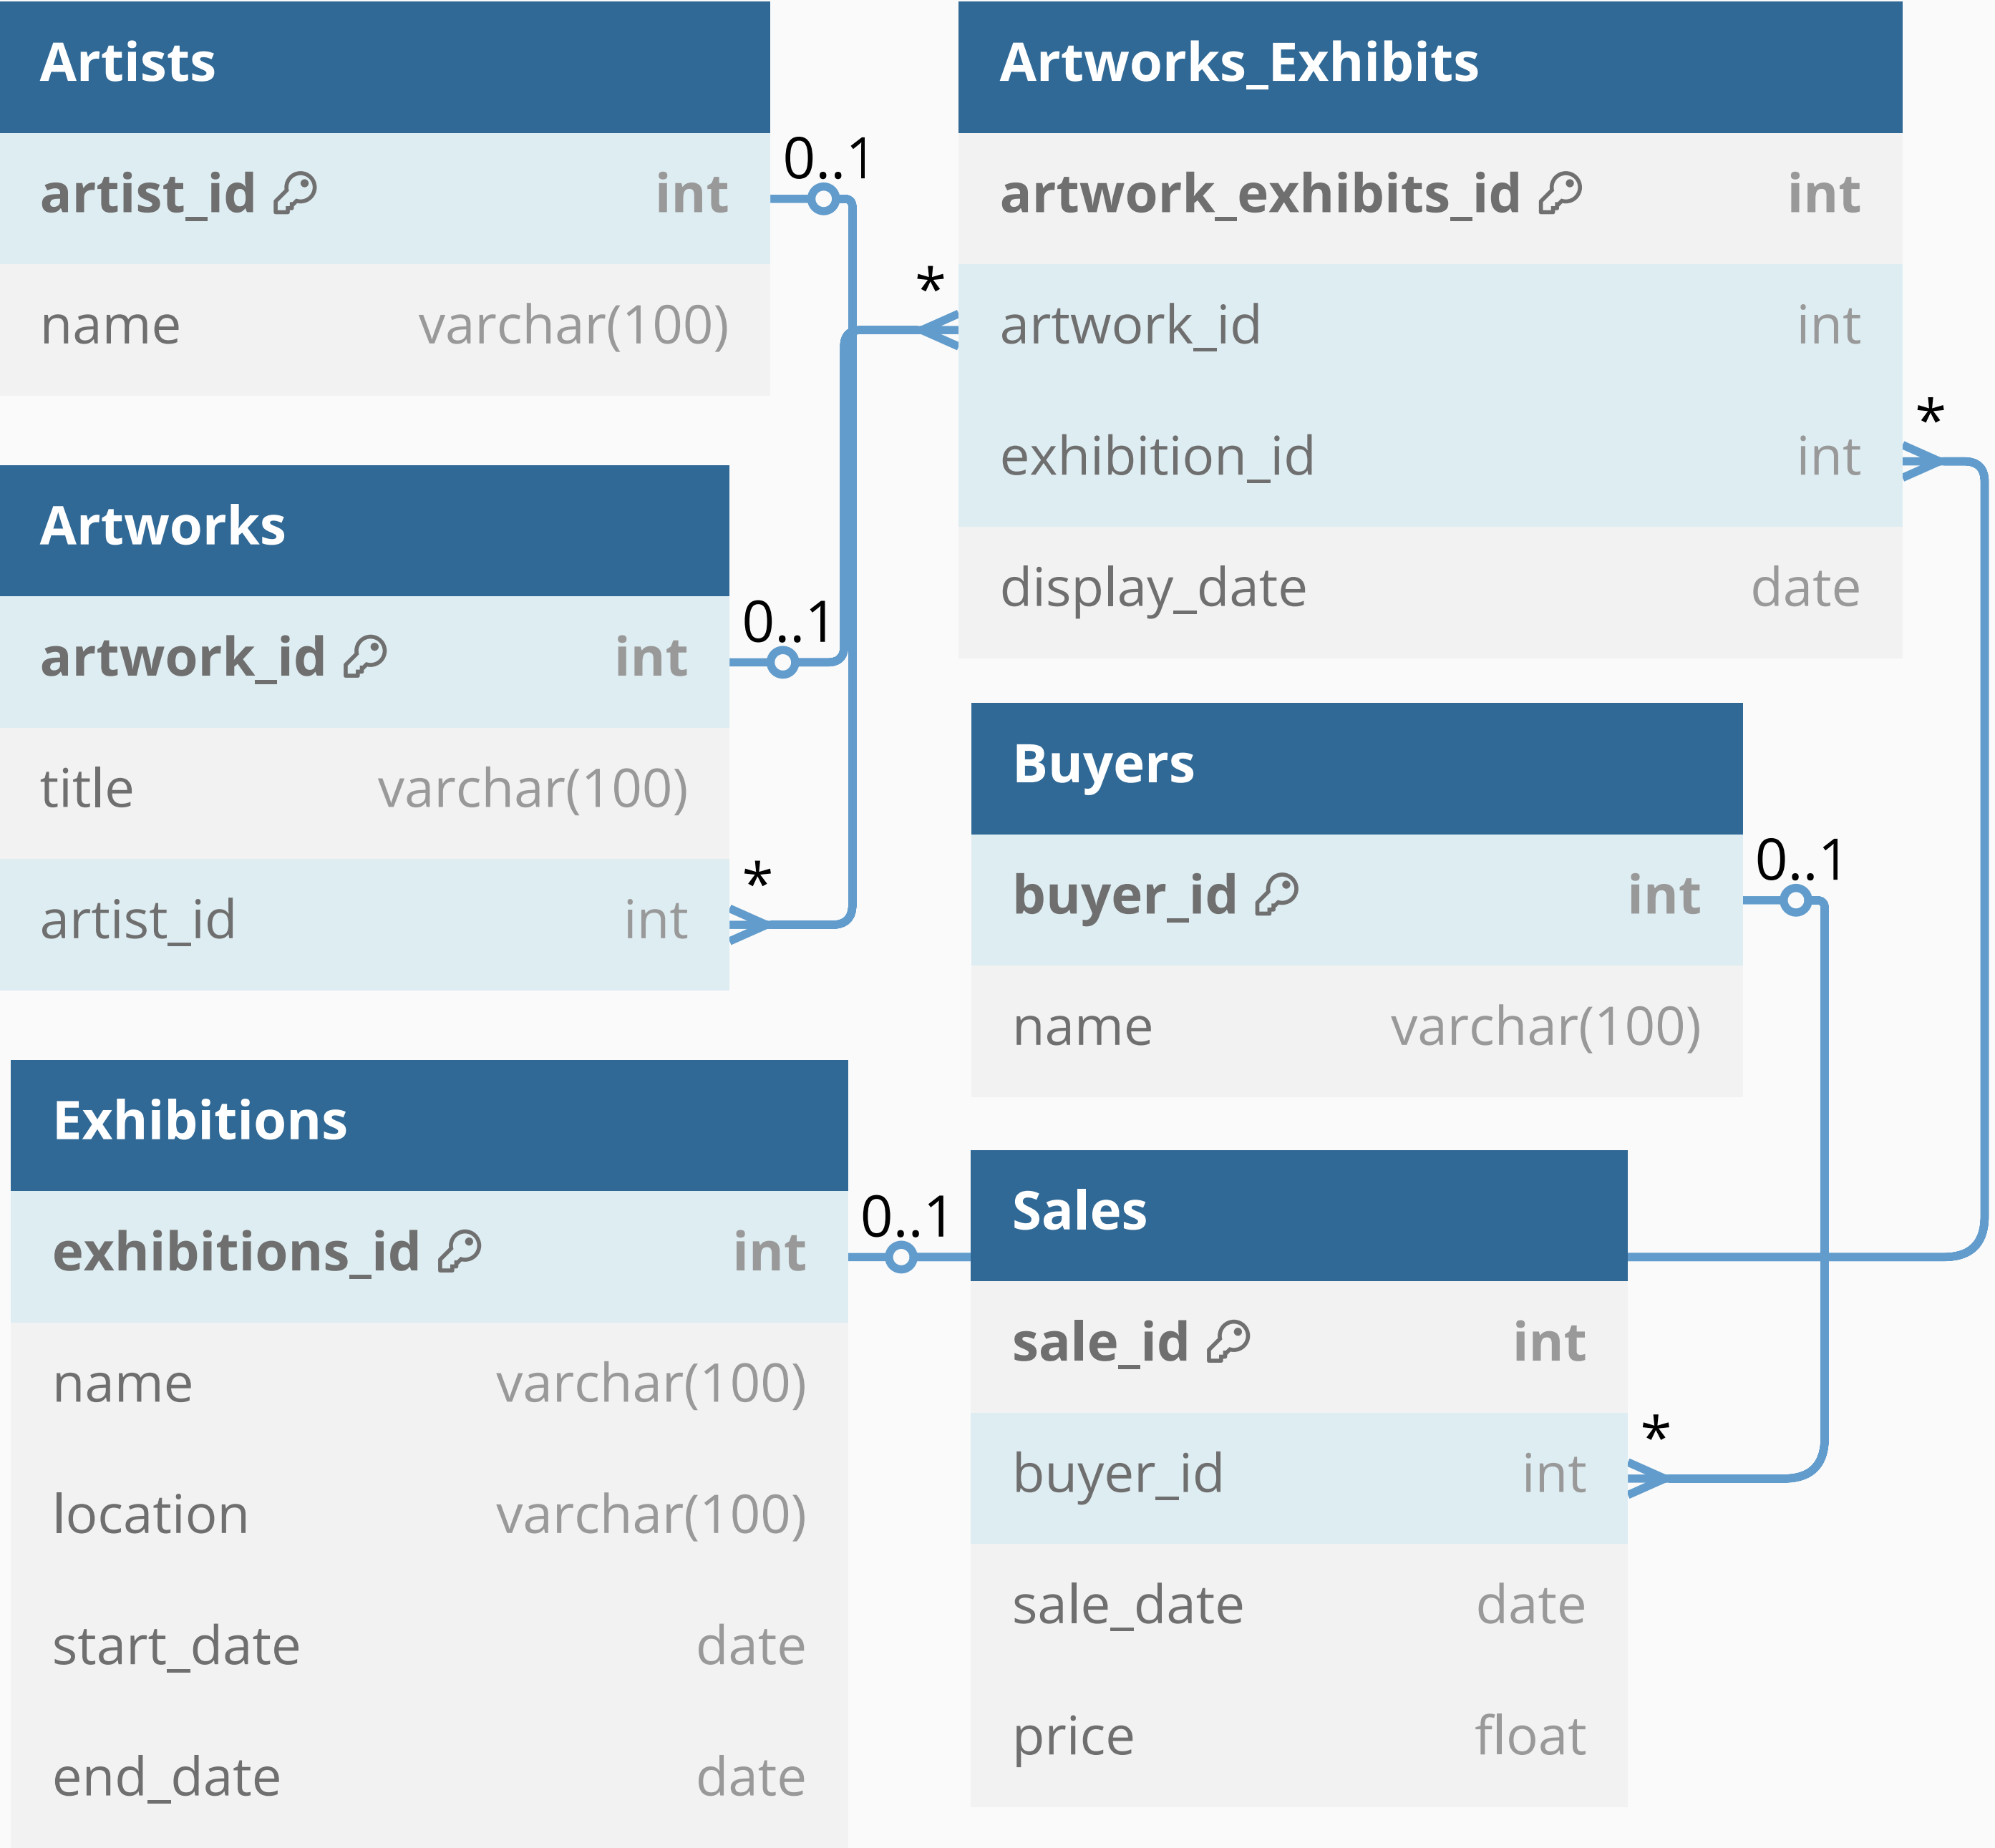 Artists
artist_id int
name varchar(100)
0..1
Artworks_Exhibits
artwork_exhibits_id int
* artwork_id int
exhibition_id int *
display_date date
Artworks
artwork_id int 0..1
title varchar(100)
artist_id int *
Buyers
buyer_id int 0..1
name varchar(100)
Exhibitions
exhibitions_id int 0..1
name varchar(100)
location varchar(100)
start_date date
end_date date
Sales
sale_id int
buyer_id int *
sale_date date
price float